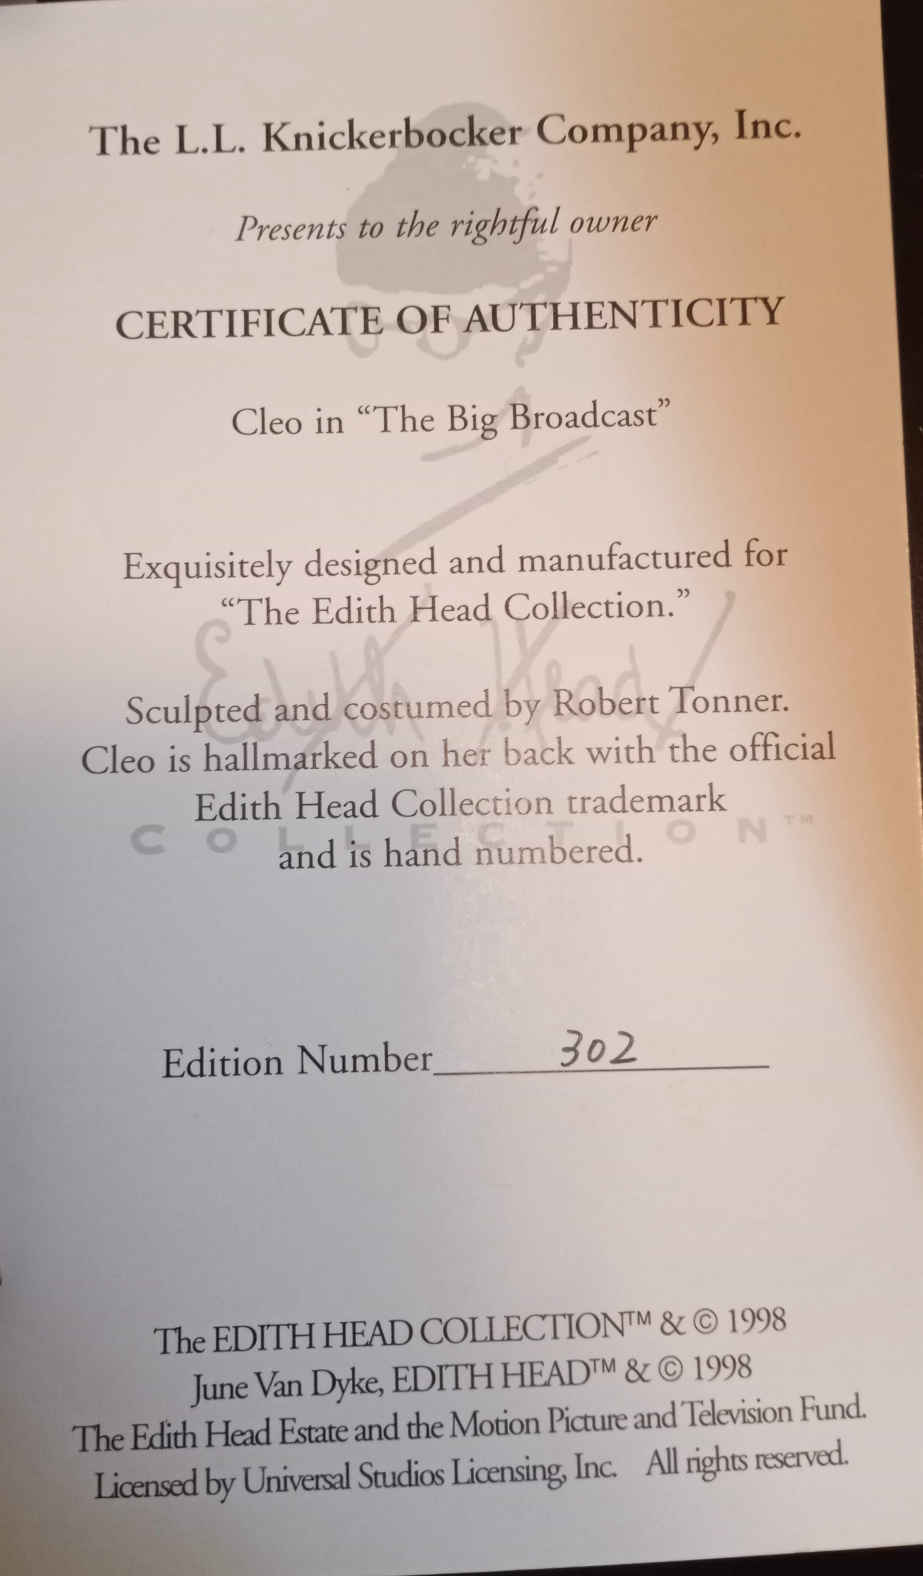 The L.L. Knickerbocker Company, Inc.
Presents to the rightful owner
CERTIFICATE OF AUTHENTICITY
Cleo in “The Big Broadcast”
Exquisitely designed and manufactured for
“The Edith Head Collection.”
Edith Head
Sculpted and costumed by Robert Tonner.
Cleo is hallmarked on her back with the official
Edith Head Collection trademark
COLLECTION™
and is hand numbered.
Edition Number 302
The EDITH HEAD COLLECTION™ & © 1998
June Van Dyke, EDITH HEAD™ & © 1998
The Edith Head Estate and the Motion Picture and Television Fund.
Licensed by Universal Studios Licensing, Inc. All rights reserved.